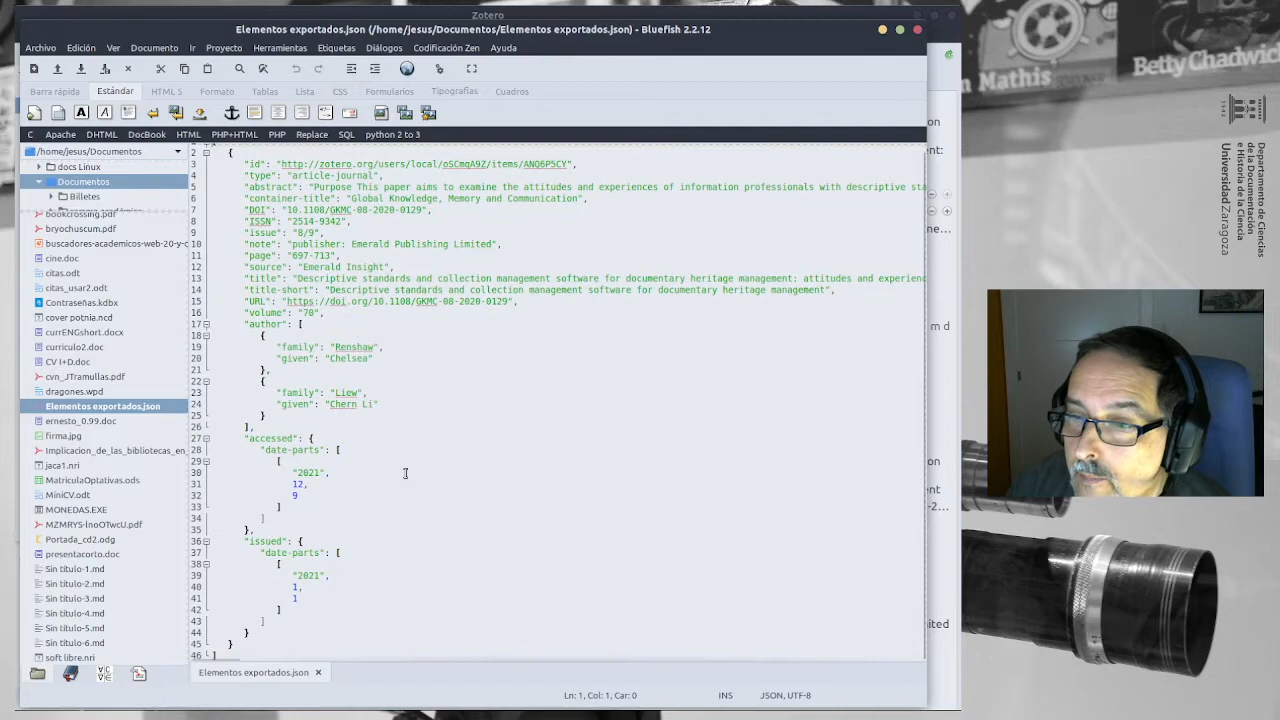 Zotero
Elementos exportados.json (/home/jesus/Documentos/Elementos exportados.json) - Bluefish 2.2.12
Archivo Edición Ver Documento Ir Proyecto Herramientas Etiquetas Diálogos Codificación Zen Ayuda
Barra rápida Estándar HTML 5 Formato Tablas Lista CSS Formularios Tipografías Cuadros
C Apache DHTML DocBook HTML PHP+HTML PHP Replace SQL python 2 to 3
/home/jesus/Documentos
docs Linux
Documentos
Billetes
bookcrossing.pdf
bryochuscum.pdf
buscadores-academicos-web-20-y-c
cine.doc
citas.odt
citas_usar2.odt
Contraseñas.kdbx
cover potnia.ncd
currENGhort.docx
curriculo2.doc
CV I+D.doc
cvn_JTramullas.pdf
dragones.wpd
Elementos exportados.json
ernesto_0.99.doc
firma.jpg
Implicacion_de_las_bibliotecas_en
jaca1.nri
MatriculaOptativas.ods
MiniCV.odt
MONEDAS.EXE
MZMRYS-lnoOTwcU.pdf
Portada_cd2.odg
presentacorto.doc
Sin título-1.md
Sin título-2.md
Sin título-3.md
Sin título-4.md
Sin título-5.md
Sin título-6.md
soft libre.nri
2 {
3 "id": "http://zotero.org/users/local/oSCmqA9Z/items/ANQ6P5CY",
4 "type": "article-journal",
5 "abstract": "Purpose This paper aims to examine the attitudes and experiences of information professionals with descriptive sta
6 "container-title": "Global Knowledge, Memory and Communication",
7 "DOI": "10.1108/GKMC-08-2020-0129",
8 "ISSN": "2514-9342",
9 "issue": "8/9",
10 "note": "publisher: Emerald Publishing Limited",
11 "page": "697-713",
12 "source": "Emerald Insight",
13 "title": "Descriptive standards and collection management software for documentary heritage management: attitudes and experienc
14 "title-short": "Descriptive standards and collection management software for documentary heritage management",
15 "URL": "https://doi.org/10.1108/GKMC-08-2020-0129",
16 "volume": "70",
17 "author": [
18 {
19 "family": "Renshaw",
20 "given": "Chelsea"
21 },
22 {
23 "family": "Liew",
24 "given": "Chern Li"
25 }
26 ],
27 "accessed": {
28 "date-parts": [
29 [
30 "2021",
31 12,
32 9
33 ]
34 ]
35 },
36 "issued": {
37 "date-parts": [
38 [
39 "2021",
40 1,
41 1
42 ]
43 ]
44 }
45 }
46 ]
Elementos exportados.json
Ln: 1, Col: 1, Car: 0 INS JSON, UTF-8
Mathis
BettyChadwic
1542
Departamento de Ciencias
de la Documentación
e Historia de la Ciencia
Universidad Zaragoza